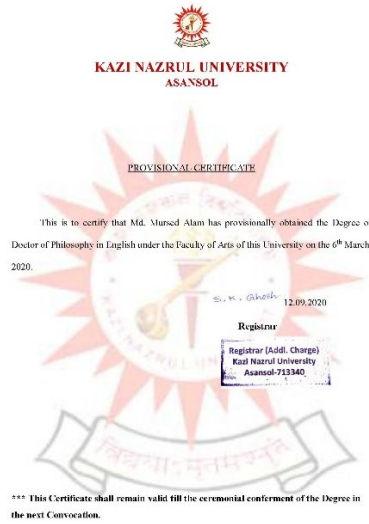 KAZI NAZRUL UNIVERSITY
ASANSOL
PROVISIONAL CERTIFICATE
This is to certify that Md. Mursed Alam has provisionally obtained the Degree o
Doctor of Philosophy in English under the Faculty of Arts of this University on the 6th March
2020.
S. K. Ghosh 12.09.2020
Registrar
Registrar (Addl. Charge)
Kazi Nazrul University
Asansol-713340
KAZI NAZRUL UNIVERSITY
*** This Certificate shall remain valid till the ceremonial conferment of the Degree in
the next Convocation.